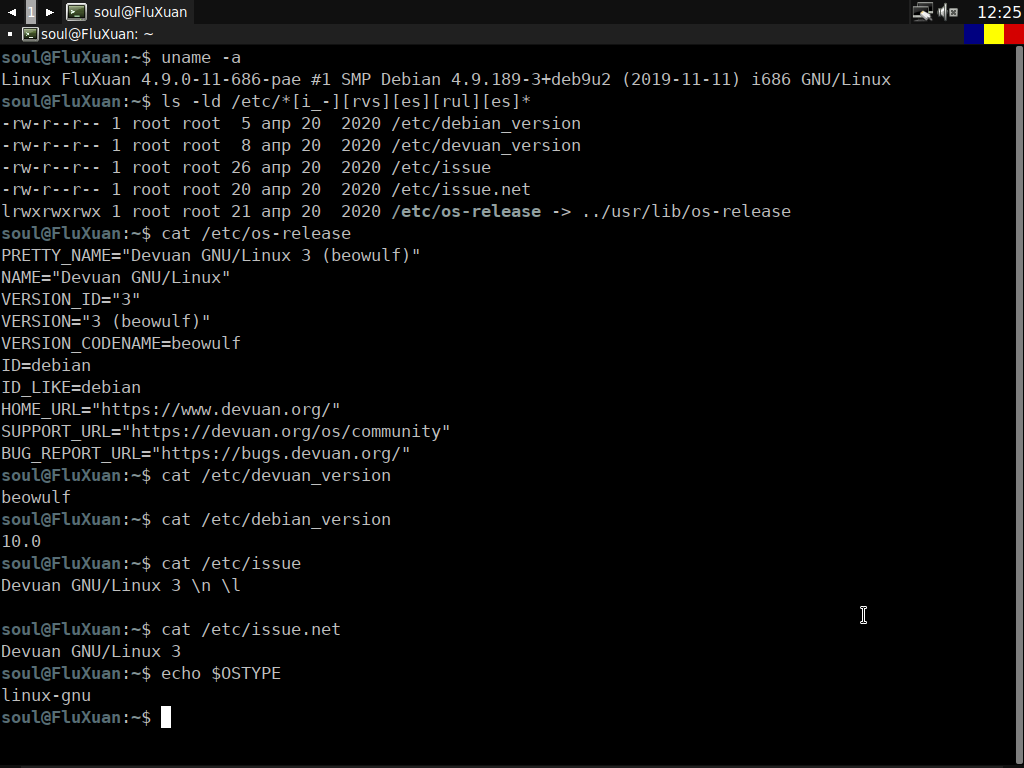 1 soul@FluXuan 12:25
soul@FluXuan: ~
soul@FluXuan:~$ uname -a
Linux FluXuan 4.9.0-11-686-pae #1 SMP Debian 4.9.189-3+deb9u2 (2019-11-11) i686 GNU/Linux
soul@FluXuan:~$ ls -ld /etc/*[i_-][rvs][es][rul][es]*
-rw-r--r-- 1 root root  5 апр 20  2020 /etc/debian_version
-rw-r--r-- 1 root root  8 апр 20  2020 /etc/devuan_version
-rw-r--r-- 1 root root 26 апр 20  2020 /etc/issue
-rw-r--r-- 1 root root 20 апр 20  2020 /etc/issue.net
lrwxrwxrwx 1 root root 21 апр 20  2020 /etc/os-release -> ../usr/lib/os-release
soul@FluXuan:~$ cat /etc/os-release
PRETTY_NAME="Devuan GNU/Linux 3 (beowulf)"
NAME="Devuan GNU/Linux"
VERSION_ID="3"
VERSION="3 (beowulf)"
VERSION_CODENAME=beowulf
ID=debian
ID_LIKE=debian
HOME_URL="https://www.devuan.org/"
SUPPORT_URL="https://devuan.org/os/community"
BUG_REPORT_URL="https://bugs.devuan.org/"
soul@FluXuan:~$ cat /etc/devuan_version
beowulf
soul@FluXuan:~$ cat /etc/debian_version
10.0
soul@FluXuan:~$ cat /etc/issue
Devuan GNU/Linux 3 \n \l
soul@FluXuan:~$ cat /etc/issue.net
Devuan GNU/Linux 3
soul@FluXuan:~$ echo $OSTYPE
linux-gnu
soul@FluXuan:~$